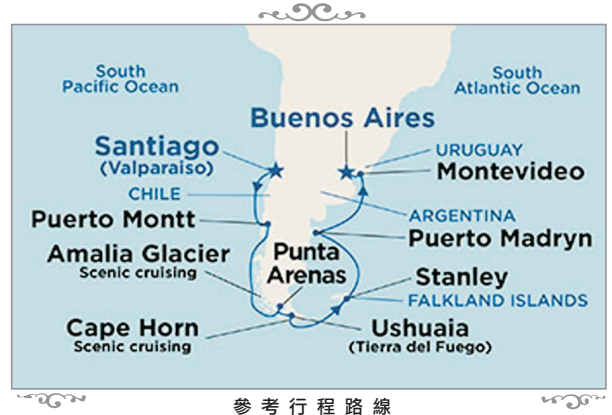 South
Pacific Ocean
South
Atlantic Ocean
Buenos Aires
Santiago
(Valparaiso)
URUGUAY
Montevideo
CHILE
Puerto Montt
ARGENTINA
Puerto Madryn
Amalia Glacier
Scenic cruising
Punta
Arenas
Stanley
FALKLAND ISLANDS
Cape Horn
Scenic cruising
Ushuaia
(Tierra del Fuego)
參考行程路線